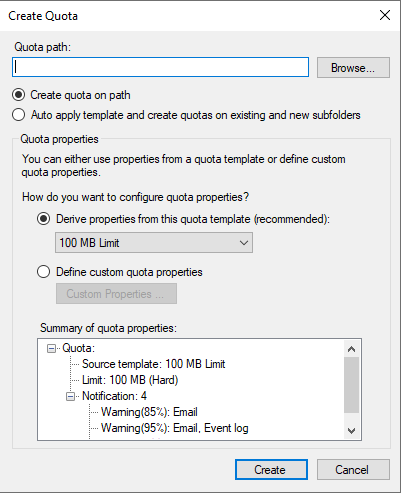 Create Quota
Quota path:
Browse...
Create quota on path
Auto apply template and create quotas on existing and new subfolders
Quota properties
You can either use properties from a quota template or define custom
quota properties.
How do you want to configure quota properties?
Derive properties from this quota template (recommended):
100 MB Limit
Define custom quota properties
Custom Properties ...
Summary of quota properties:
Quota:
Source template: 100 MB Limit
Limit: 100 MB (Hard)
Notification: 4
Warning(85%): Email
Warning(95%): Email, Event log
Create
Cancel